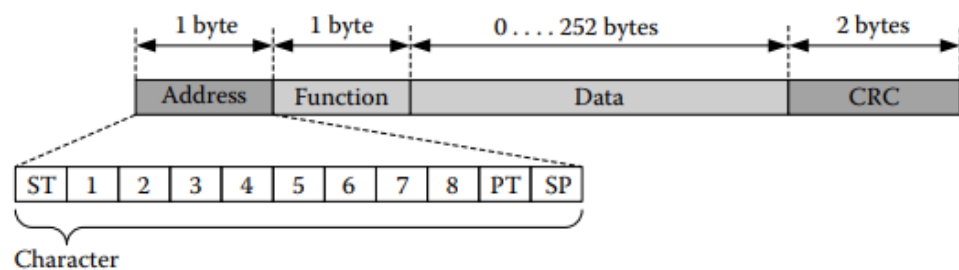 1 byte 1 byte 0 . . . . 252 bytes 2 bytes
Address Function Data CRC
ST 1 2 3 4 5 6 7 8 PT SP
Character